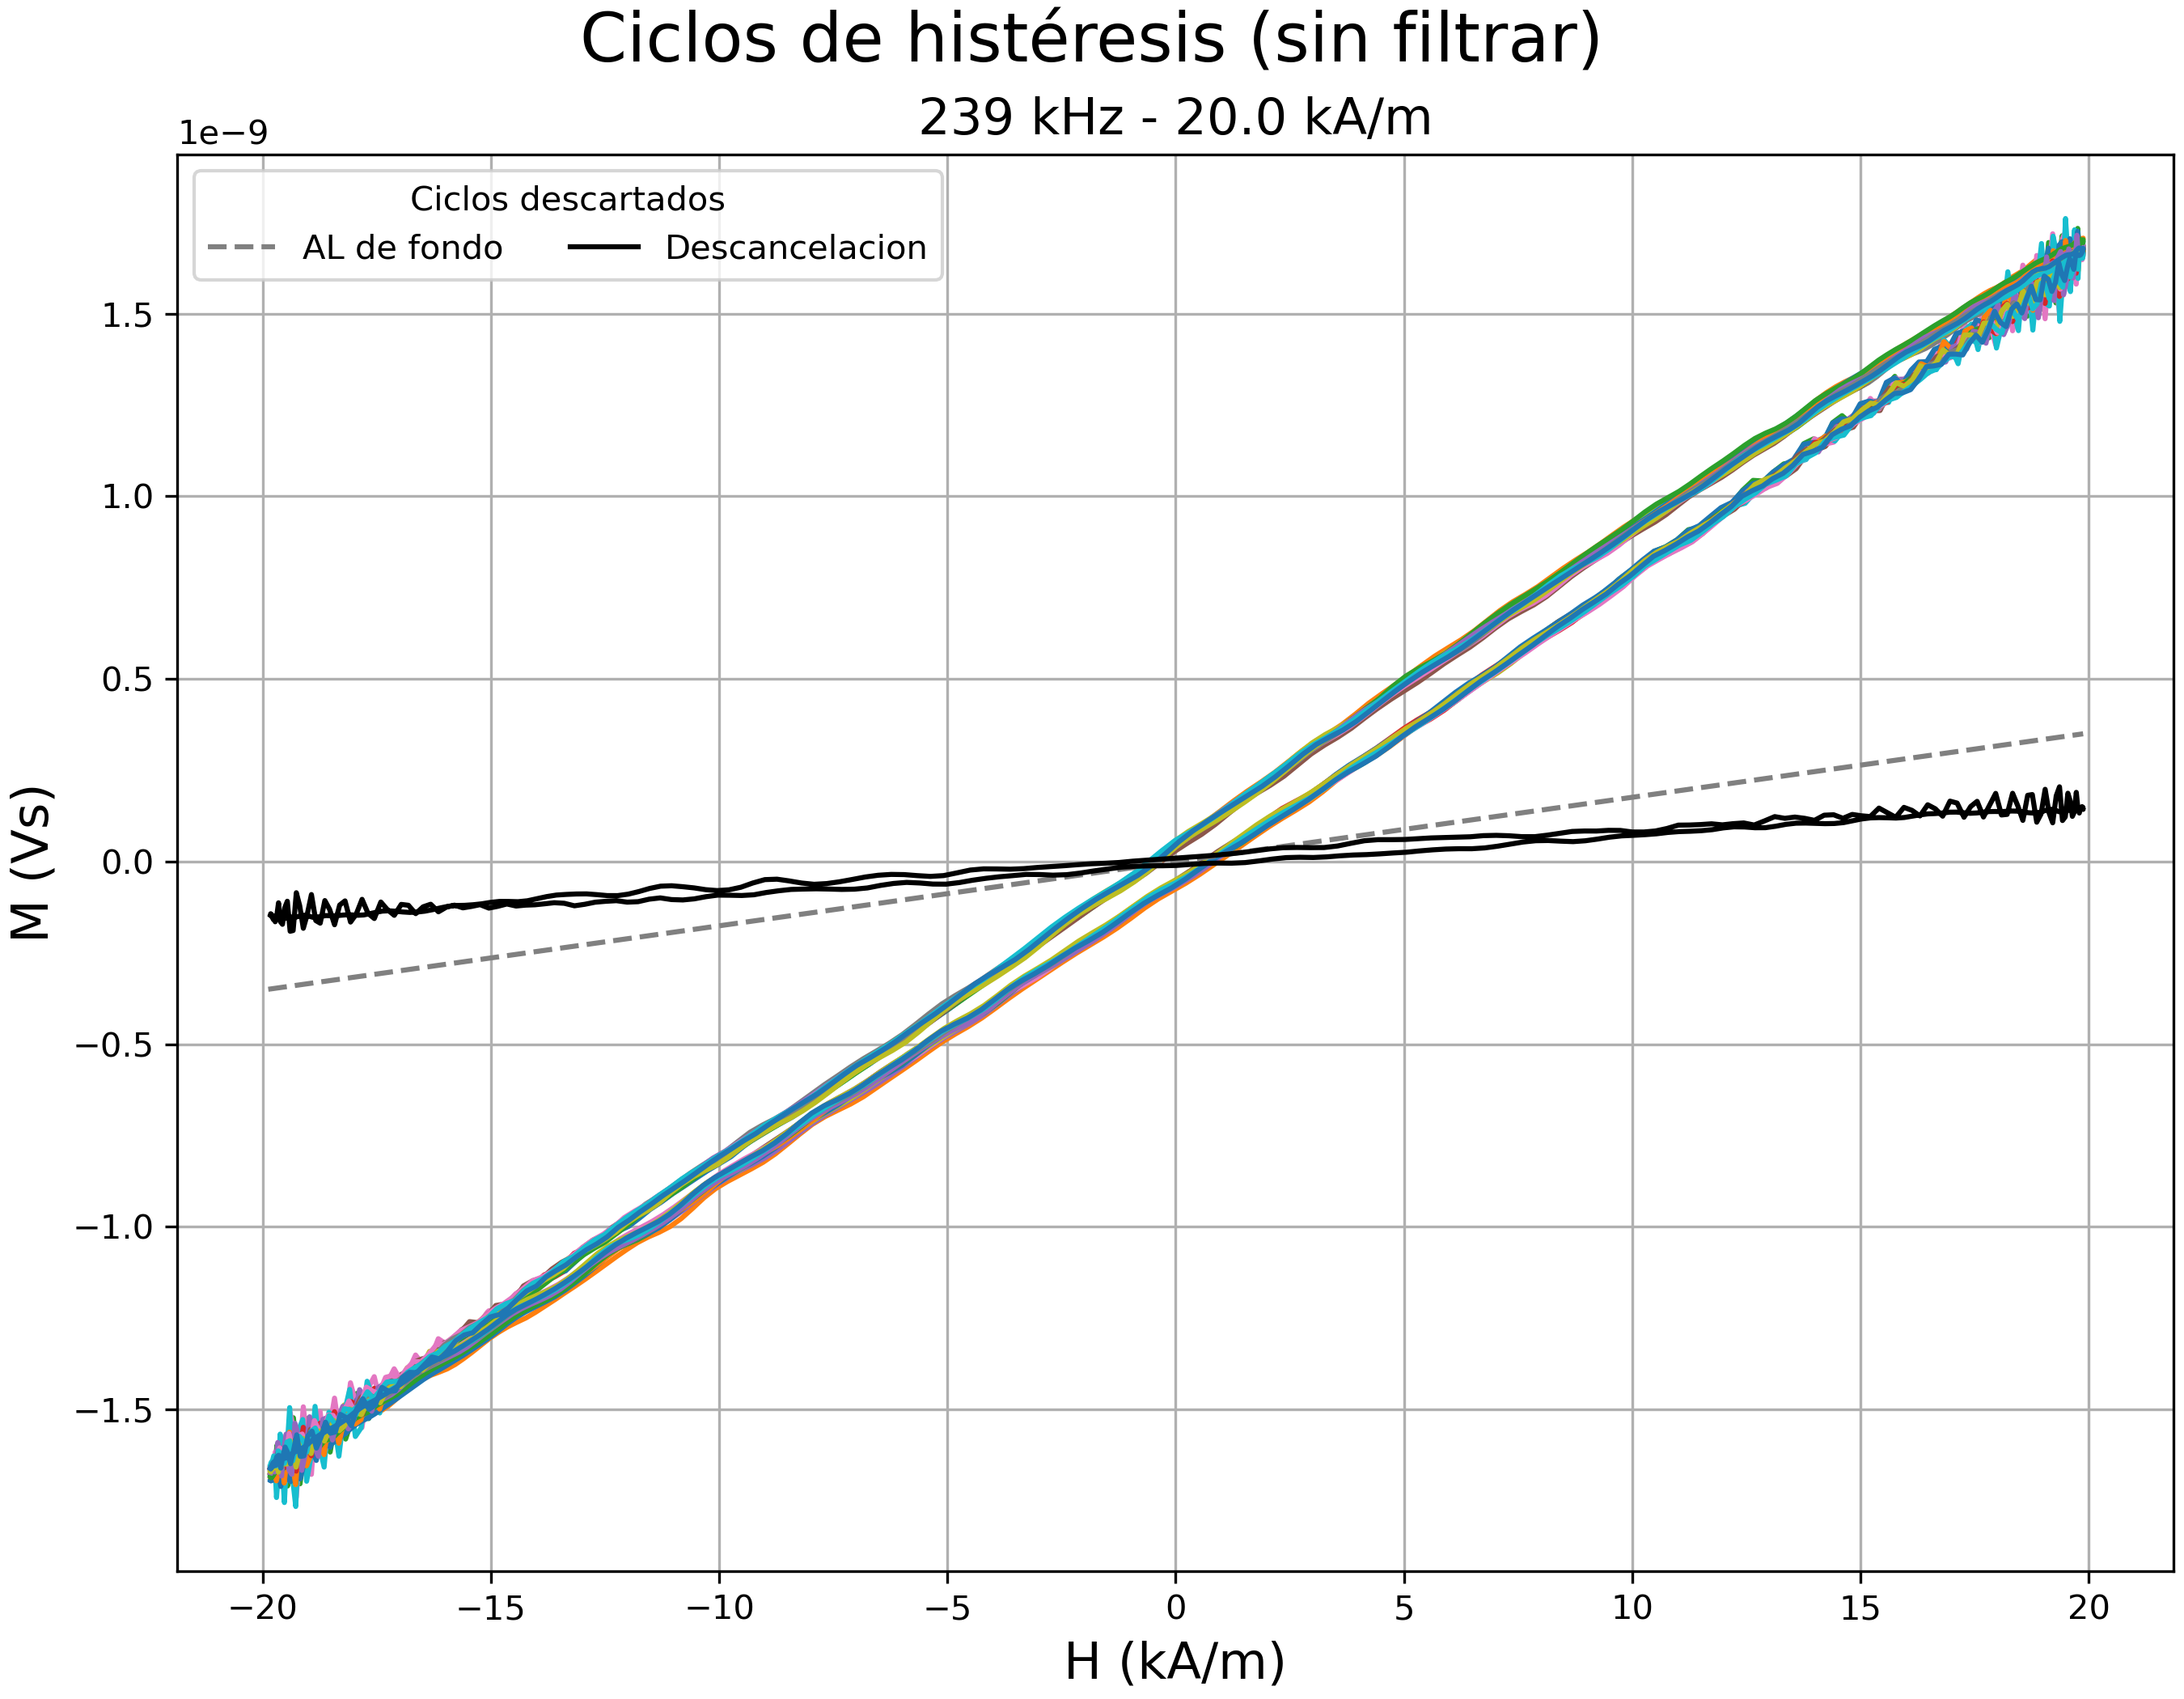 Ciclos de histéresis (sin filtrar)
239 kHz - 20.0 kA/m
1e−9
Ciclos descartados
AL de fondo
Descancelacion
1.5
1.0
0.5
0.0
−0.5
−1.0
−1.5
M (Vs)
−20 −15 −10 −5 0 5 10 15 20
H (kA/m)